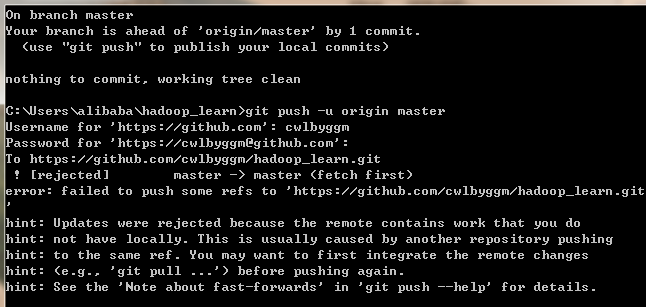 On branch master
Your branch is ahead of 'origin/master' by 1 commit.
  (use "git push" to publish your local commits)

nothing to commit, working tree clean

C:\Users\alibaba\hadoop_learn>git push -u origin master
Username for 'https://github.com': cwlbyggm
Password for 'https://cwlbyggm@github.com':
To https://github.com/cwlbyggm/hadoop_learn.git
 ! [rejected]        master -> master (fetch first)
error: failed to push some refs to 'https://github.com/cwlbyggm/hadoop_learn.git
'
hint: Updates were rejected because the remote contains work that you do
hint: not have locally. This is usually caused by another repository pushing
hint: to the same ref. You may want to first integrate the remote changes
hint: (e.g., 'git pull ...') before pushing again.
hint: See the 'Note about fast-forwards' in 'git push --help' for details.